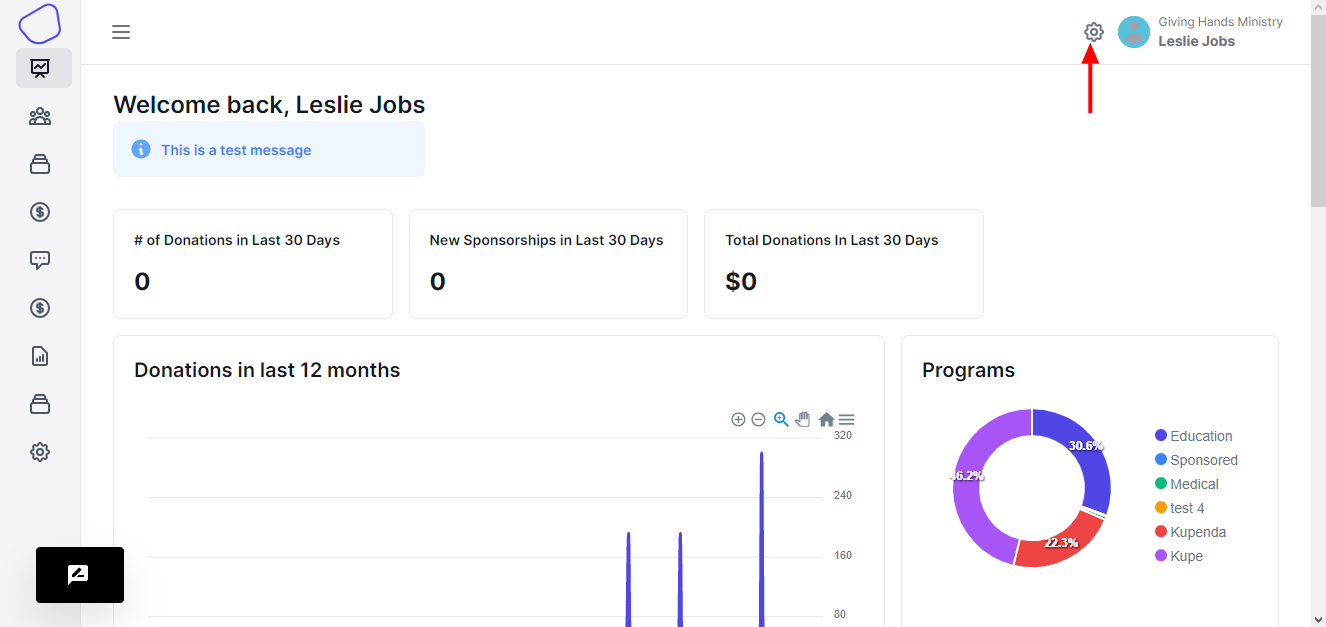 Giving Hands Ministry
Leslie Jobs
Welcome back, Leslie Jobs
This is a test message
# of Donations in Last 30 Days
0
New Sponsorships in Last 30 Days
0
Total Donations In Last 30 Days
$0
Donations in last 12 months
320
240
160
80
Programs
30.6%
46.2%
22.3%
Education
Sponsored
Medical
test 4
Kupenda
Kupe